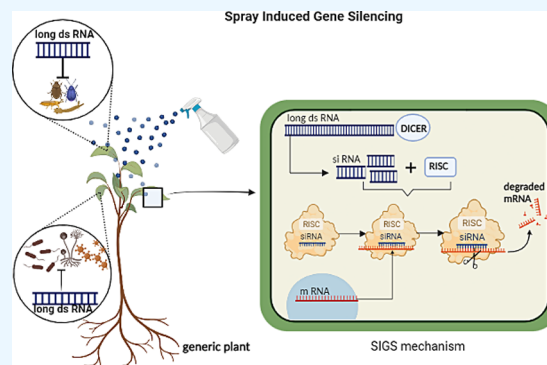 Spray Induced Gene Silencing
long ds RNA
long ds RNA
generic plant
long ds RNA
DICER
si RNA
+
RISC
degraded
mRNA
RISC
siRNA
RISC
siRNA
RISC
siRNA
m RNA
SIGS mechanism